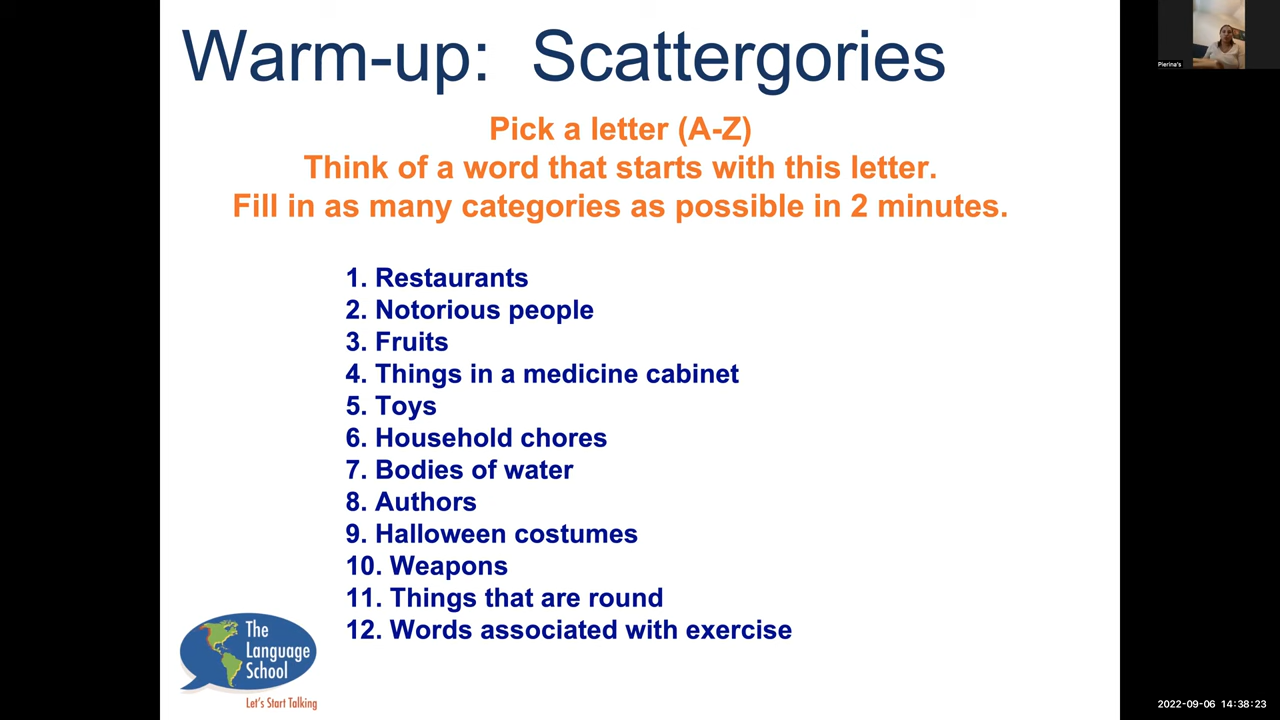 Warm-up: Scattergories
Pierina's
Pick a letter (A-Z)
Think of a word that starts with this letter.
Fill in as many categories as possible in 2 minutes.
1. Restaurants
2. Notorious people
3. Fruits
4. Things in a medicine cabinet
5. Toys
6. Household chores
7. Bodies of water
8. Authors
9. Halloween costumes
10. Weapons
11. Things that are round
12. Words associated with exercise
The
Language
School
Let's Start Talking
2022-09-06 14:38:23